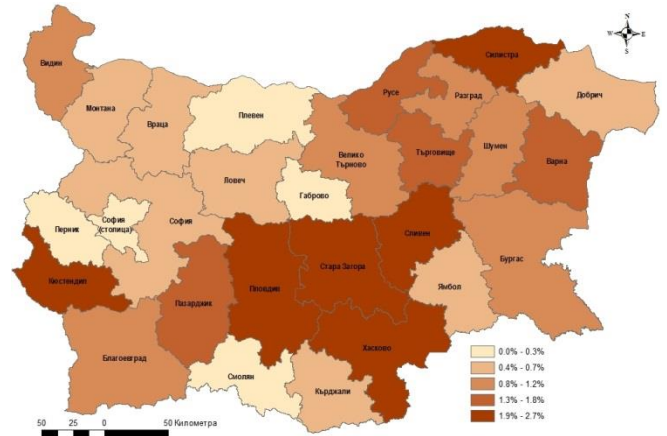 N
W E
S
Видин
Монтана
Враца
Плевен
Русе
Силистра
Разград
Добрич
Велико
Търново
Търговище
Шумен
Варна
Ловеч
Габрово
Перник
София
(столица)
София
Кюстендил
Пазарджик
Пловдив
Стара Загора
Сливен
Ямбол
Бургас
Благоевград
Смолян
Кърджали
Хасково
0.0% - 0.3%
0.4% - 0.7%
0.8% - 1.2%
1.3% - 1.8%
1.9% - 2.7%
50 25 0 50 Километра